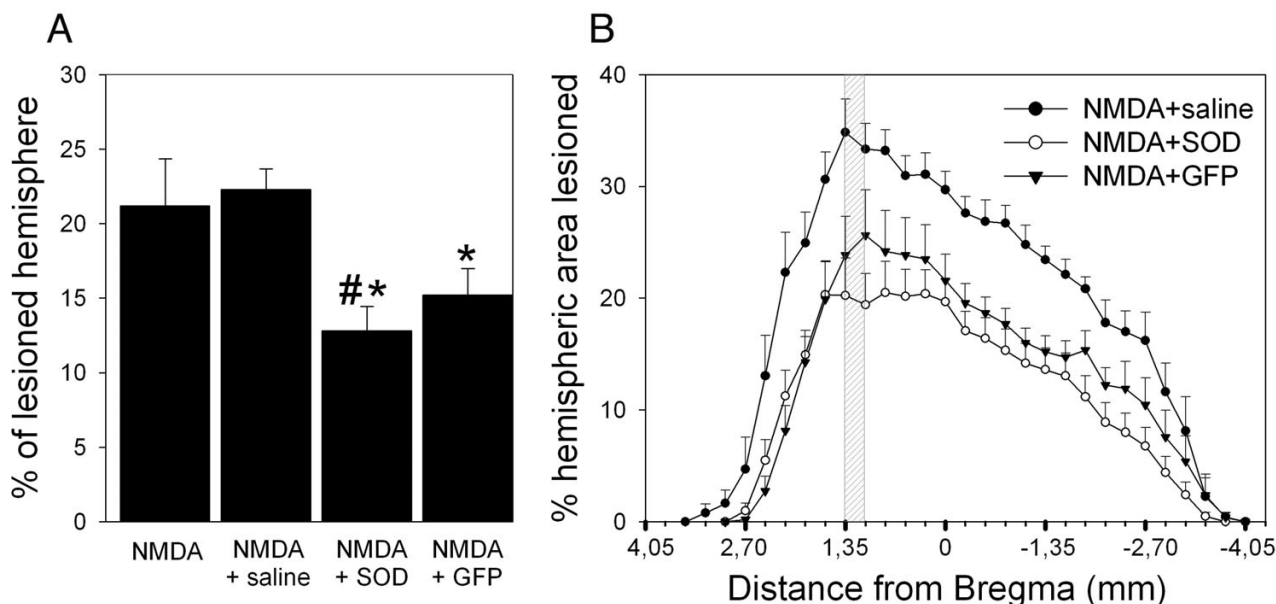 A
% of lesioned hemisphere
30
25
20
15
10
5
0
#*
*
NMDA
NMDA
+ saline
NMDA
+ SOD
NMDA
+ GFP
B
% hemispheric area lesioned
40
30
20
10
0
NMDA+saline
NMDA+SOD
NMDA+GFP
4,05 2,70 1,35 0 -1,35 -2,70 -4,05
Distance from Bregma (mm)